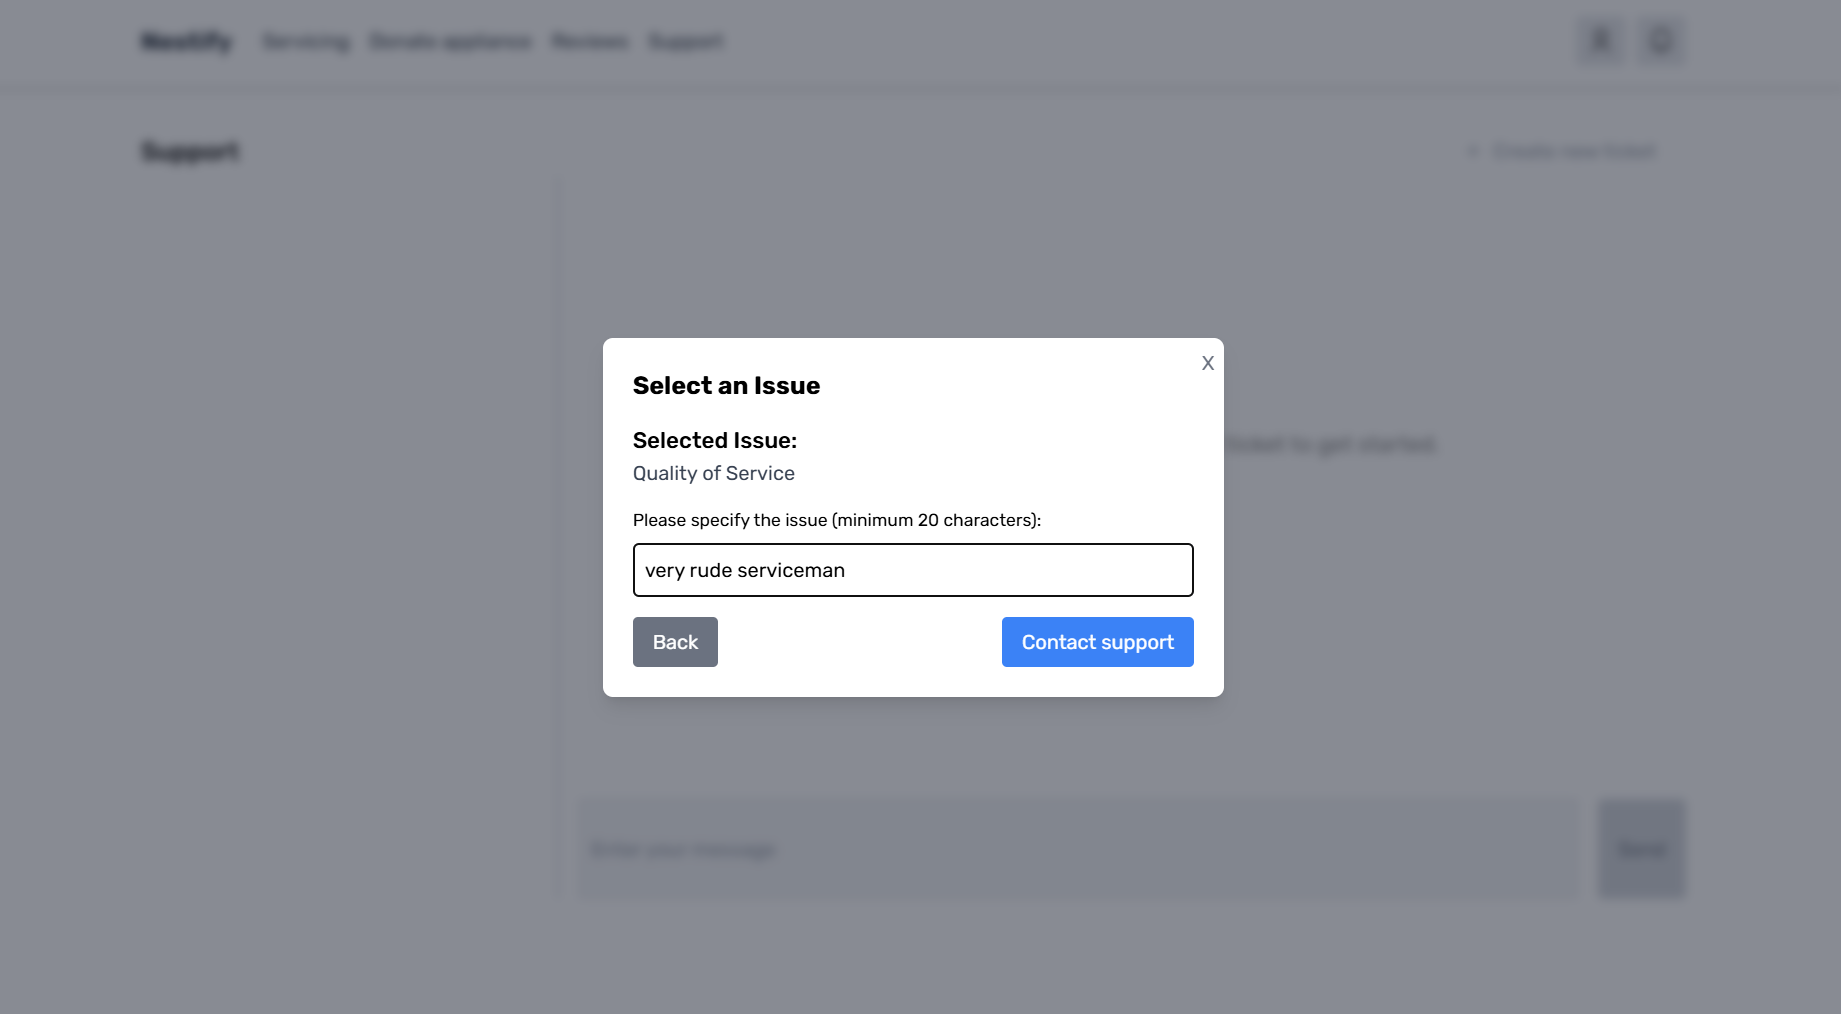 Nestify Servicing Donate appliance Reviews Support
Support
+ Create new ticket
ticket to get started.
Select an Issue
X
Selected Issue:
Quality of Service
Please specify the issue (minimum 20 characters):
very rude serviceman
Back
Contact support
Enter your message
Send